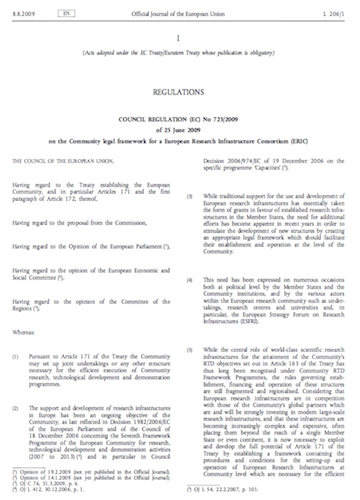 8.8.2009
EN
Official Journal of the European Union
L 206/1
I
(Acts adopted under the EC Treaty/Euratom Treaty whose publication is obligatory)
REGULATIONS
COUNCIL REGULATION (EC) No 723/2009
of 25 June 2009
on the Community legal framework for a European Research Infrastructure Consortium (ERIC)
THE COUNCIL OF THE EUROPEAN UNION,
Having regard to the Treaty establishing the European
Community, and in particular Articles 171 and the first
paragraph of Article 172, thereof,
Having regard to the proposal from the Commission,
Having regard to the Opinion of the European Parliament (¹),
Having regard to the opinion of the European Economic and
Social Committee (²),
Having regard to the opinion of the Committee of the
Regions (³),
Whereas:
(1) Pursuant to Article 171 of the Treaty the Community
may set up joint undertakings or any other structure
necessary for the efficient execution of Community
research, technological development and demonstration
programmes.
(2) The support and development of research infrastructures
in Europe has been an ongoing objective of the
Community, as last reflected in Decision 1982/2006/EC
of the European Parliament and of the Council of
18 December 2006 concerning the Seventh Framework
Programme of the European Community for research,
technological development and demonstration activities
(2007 to 2013) (⁴) in particular in Council
(¹) Opinion of 19.2.2009 (not yet published in the Official Journal).
(²) Opinion of 14.1.2009 (not yet published in the Official Journal).
(³) OJ C 76, 31.3.2009, p. 6.
(⁴) OJ L 412, 30.12.2006, p. 1.
Decision 2006/974/EC of 19 December 2006 on the
specific programme 'Capacities' (⁵).
(3) While traditional support for the use and development of
European research infrastructures has essentially taken
the form of grants in favour of established research infra-
structures in the Member States, the need for additional
efforts has become apparent in recent years in order to
stimulate the development of new structures by creating
an appropriate legal framework which should facilitate
their establishment and operation at the level of the
Community.
(4) This need has been expressed on numerous occasions
both at political level by the Member States and the
Community institutions, and by the various actors
within the European research community such as under-
takings, research centres and universities and, in
particular, the European Strategy Forum on Research
Infrastructures (ESFRI).
(5) While the central role of world-class scientific research
infrastructures for the attainment of the Community's
RTD objectives set out in Article 163 of the Treaty has
thus long been recognised under Community RTD
Framework Programmes, the rules governing estab-
lishment, financing and operation of these structures
are still fragmented and regionalised. Considering that
European research infrastructures are in competition
with those of the Community's global partners which
are and will be strongly investing in modern large-scale
research infrastructures, and that these infrastructures are
becoming increasingly complex and expensive, often
placing them beyond the reach of a single Member
State or even continent, it is now necessary to exploit
and develop the full potential of Article 171 of the
Treaty by establishing a framework containing the
procedures and conditions for the setting-up and
operation of European Research Infrastructures at
Community level which are necessary for the efficient
(⁵) OJ L 54, 22.2.2007, p. 101.